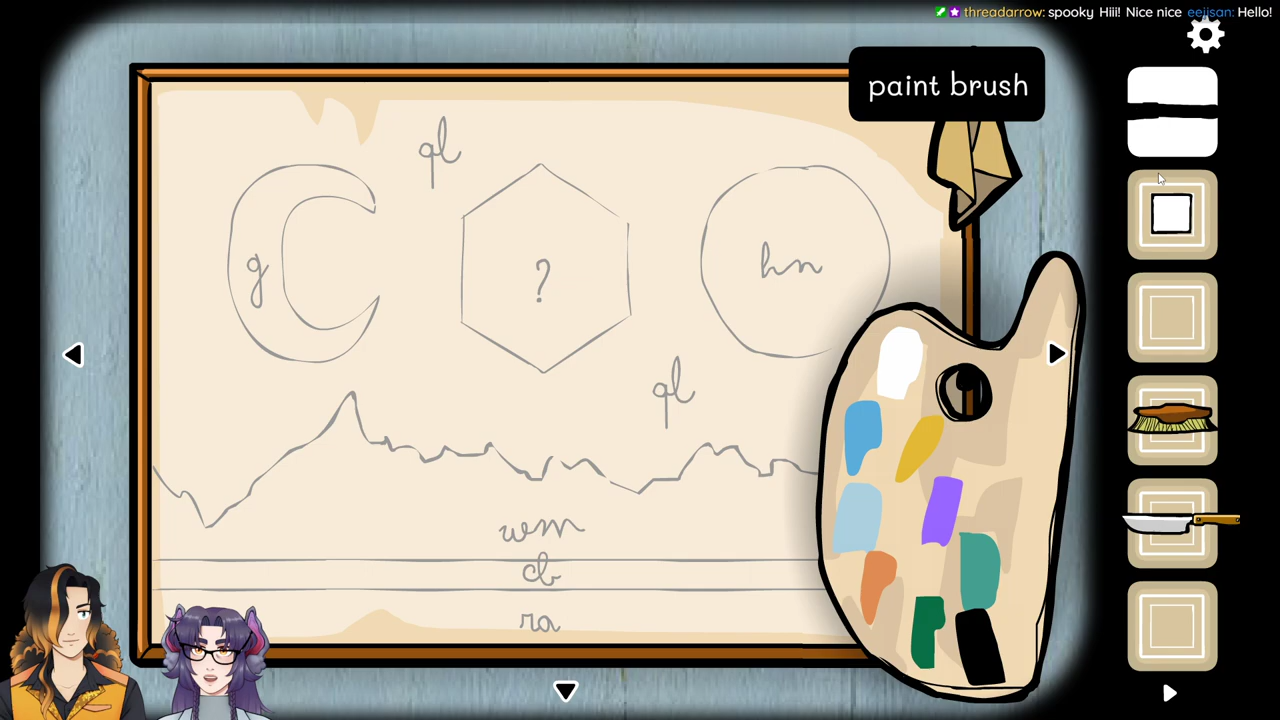 threadarrow: spooky Hiii! Nice nice eejisan: Hello!
paint brush
ql
g
?
hn
ql
wm
cb
ra